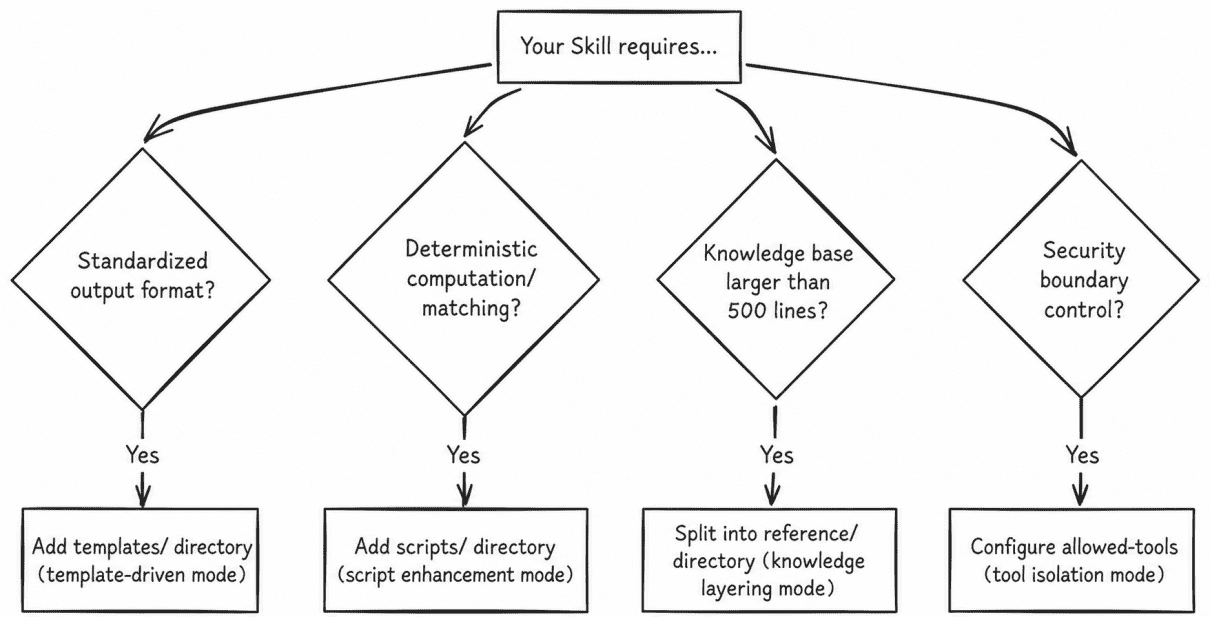 Your Skill requires...
Standardized
output format?
Deterministic
computation/
matching?
Knowledge base
larger than
500 lines?
Security
boundary
control?
Yes
Yes
Yes
Yes
Add templates/ directory
(template-driven mode)
Add scripts/ directory
(script enhancement mode)
Split into reference/
directory (knowledge
layering mode)
Configure allowed-tools
(tool isolation mode)